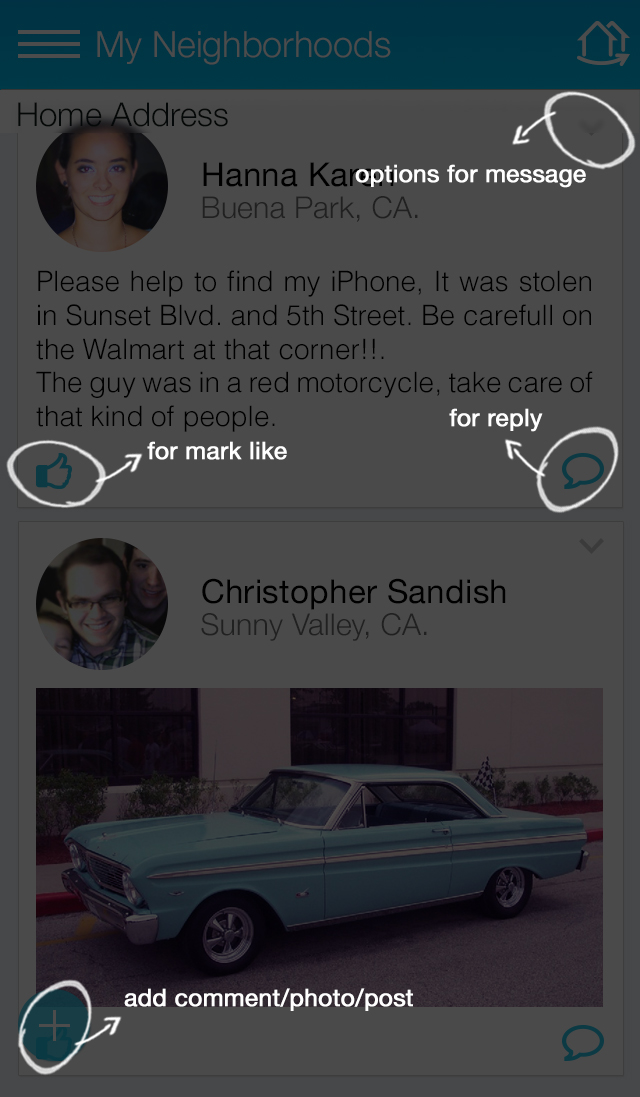 My Neighborhoods
Home Address
Hanna
options for message
Buena Park, CA.
Please help to find my iPhone, It was stolen
in Sunset Blvd. and 5th Street. Be carefull on
the Walmart at that corner!!.
The guy was in a red motorcycle, take care of
that kind of people.
for reply
for mark like
Christopher Sandish
Sunny Valley, CA.
add comment/photo/post